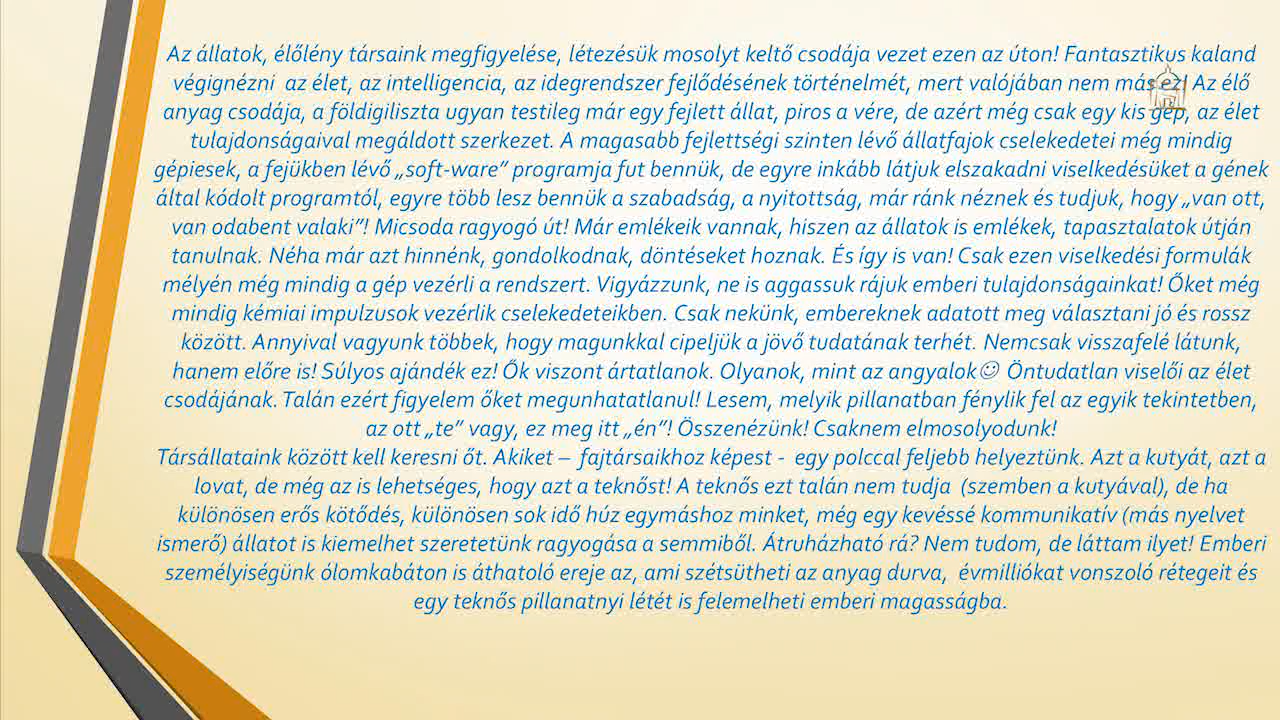 Az állatok, élőlény társaink megfigyelése, létezésük mosolyt keltő csodája vezet ezen az úton! Fantasztikus kaland
végignézni az élet, az intelligencia, az idegrendszer fejlődésének történelmét, mert valójában nem más ez! Az élő
anyag csodája, a földigiliszta ugyan testileg már egy fejlett állat, piros a vére, de azért még csak egy kis gép, az élet
tulajdonságaival megáldott szerkezet. A magasabb fejlettségi szinten lévő állatfajok cselekedetei még mindig
gépiesek, a fejükben lévő „soft-ware” programja fut bennük, de egyre inkább látjuk elszakadni viselkedésüket a gének
által kódolt programtól, egyre több lesz bennük a szabadság, a nyitottság, már ránk néznek és tudjuk, hogy „van ott,
van odabent valaki”! Micsoda ragyogó út! Már emlékeik vannak, hiszen az állatok is emlékek, tapasztalatok útján
tanulnak. Néha már azt hinnénk, gondolkodnak, döntéseket hoznak. És így is van! Csak ezen viselkedési formulák
mélyén még mindig a gép vezérli a rendszert. Vigyázzunk, ne is aggassuk rájuk emberi tulajdonságainkat! Őket még
mindig kémiai impulzusok vezérlik cselekedeteikben. Csak nekünk, embereknek adatott meg választani jó és rossz
között. Annyival vagyunk többek, hogy magunkkal cipeljük a jövő tudatának terhét. Nemcsak visszafelé látunk,
hanem előre is! Súlyos ajándék ez! Ők viszont ártatlanok. Olyanok, mint az angyalok☺ Öntudatlan viselői az élet
csodájának. Talán ezért figyelem őket megunhatatlanul! Lesem, melyik pillanatban fénylik fel az egyik tekintetben,
az ott „te” vagy, ez meg itt „én”! Összenézünk! Csaknem elmosolyodunk!
Társállataink között kell keresni őt. Akiket – fajtársaikhoz képest - egy polccal feljebb helyeztünk. Azt a kutyát, azt a
lovat, de még az is lehetséges, hogy azt a teknőst! A teknős ezt talán nem tudja (szemben a kutyával), de ha
különösen erős kötődés, különösen sok idő húz egymáshoz minket, még egy kevéssé kommunikatív (más nyelvet
ismerő) állatot is kiemelhet szeretetünk ragyogása a semmiből. Átruházható rá? Nem tudom, de láttam ilyet! Emberi
személyiségünk ólomkabáton is átható ereje az, ami szétsütheti az anyag durva, évmilliókat vonszoló rétegeit és
egy teknős pillanatnyi létét is felemelheti emberi magasságba.